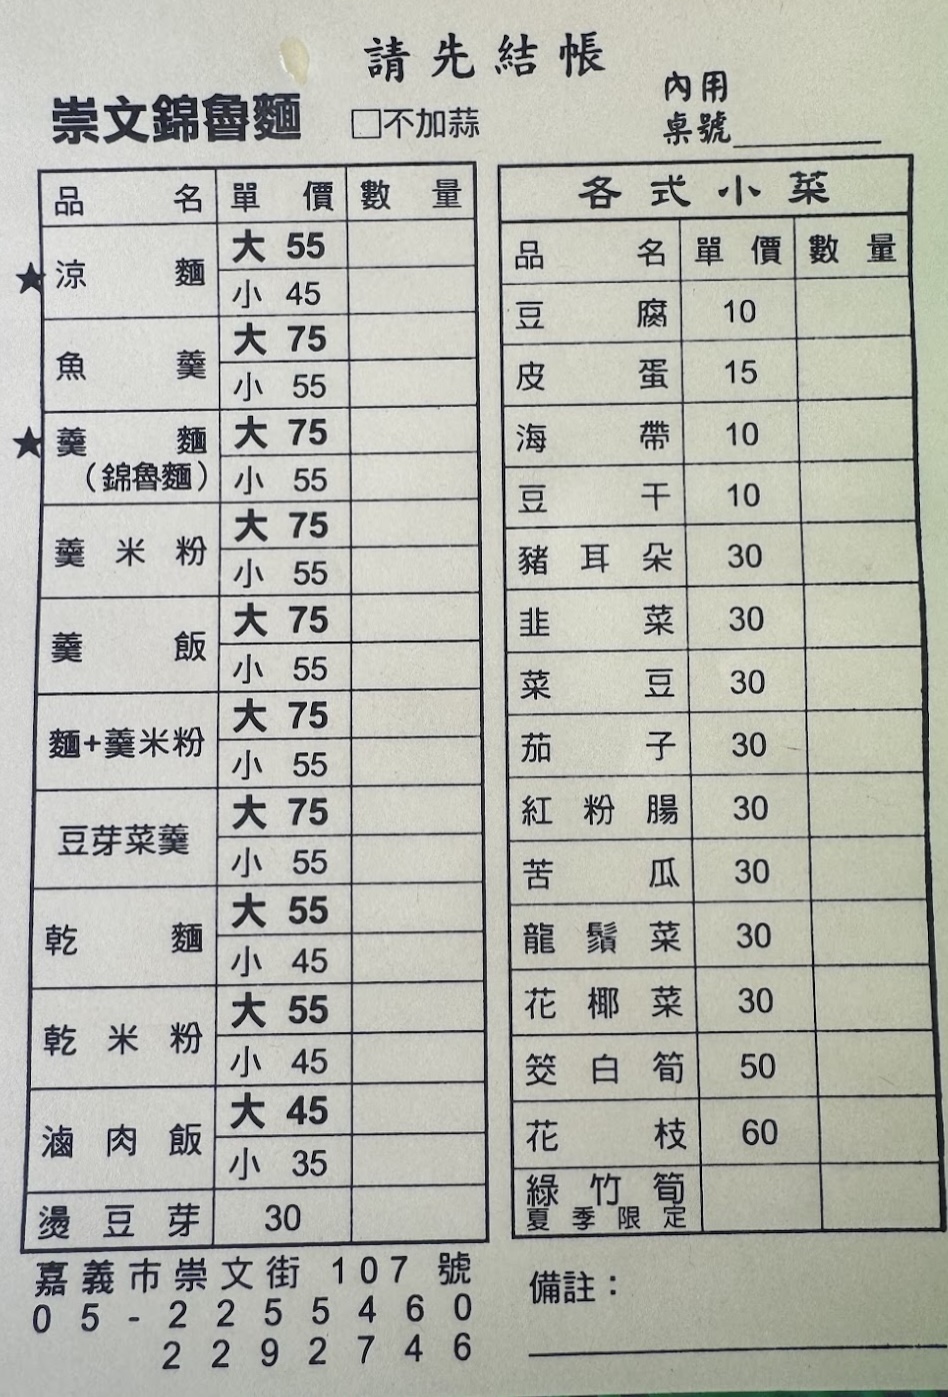 請先結帳
內用
崇文錦魯麵 □不加蒜
桌號
品名 單價 數量
★涼麵 大 55
小 45
魚羹 大 75
小 55
★羹麵 大 75
(錦魯麵) 小 55
羹米粉 大 75
小 55
羹飯 大 75
小 55
麵+羹米粉 大 75
小 55
豆芽菜羹 大 75
小 55
乾麵 大 55
小 45
乾米粉 大 55
小 45
滷肉飯 大 45
小 35
燙豆芽 30
嘉義市崇文街107號
05-2255460
2292746
各式小菜
品名 單價 數量
豆腐 10
皮蛋 15
海帶 10
豆干 10
豬耳朵 30
韭菜 30
菜豆 30
茄子 30
紅粉腸 30
苦瓜 30
龍鬚菜 30
花椰菜 30
筊白筍 50
花枝 60
綠竹筍
夏季限定
備註：